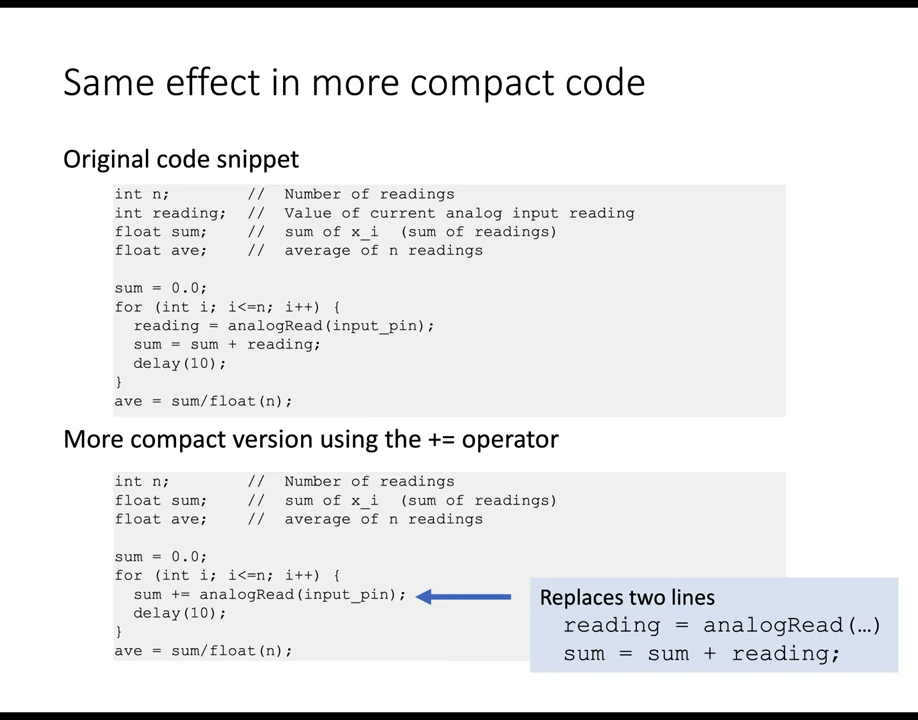 Same effect in more compact code
Original code snippet
int n;        //  Number of readings
int reading;  //  Value of current analog input reading
float sum;    //  sum of x_i  (sum of readings)
float ave;    //  average of n readings
sum = 0.0;
for (int i; i<=n; i++) {
  reading = analogRead(input_pin);
  sum = sum + reading;
  delay(10);
}
ave = sum/float(n);
More compact version using the += operator
int n;        //  Number of readings
float sum;    //  sum of x_i  (sum of readings)
float ave;    //  average of n readings
sum = 0.0;
for (int i; i<=n; i++) {
  sum += analogRead(input_pin);
  delay(10);
}
ave = sum/float(n);
Replaces two lines
reading = analogRead(…)
sum = sum + reading;